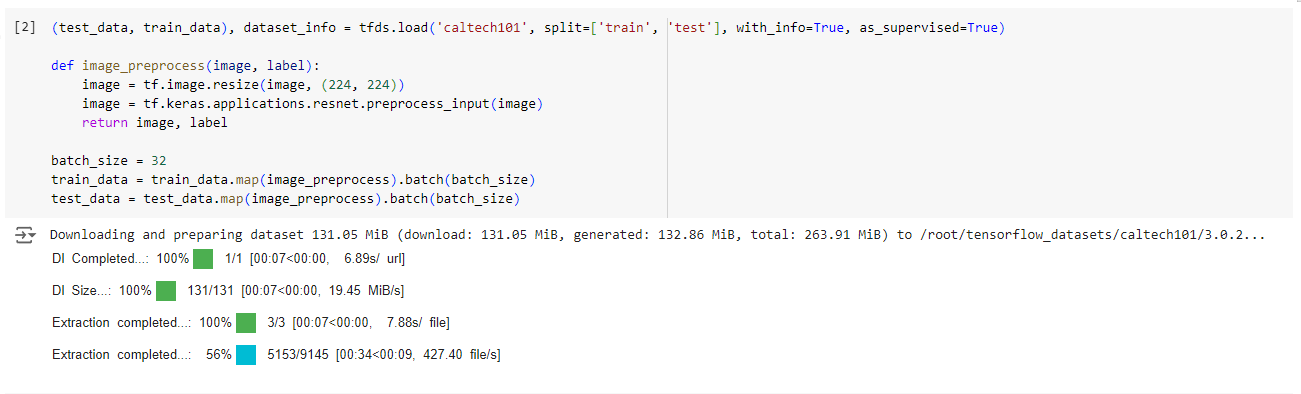 [2] (test_data, train_data), dataset_info = tfds.load('caltech101', split=['train', 'test'], with_info=True, as_supervised=True)
def image_preprocess(image, label):
image = tf.image.resize(image, (224, 224))
image = tf.keras.applications.resnet.preprocess_input(image)
return image, label
batch_size = 32
train_data = train_data.map(image_preprocess).batch(batch_size)
test_data = test_data.map(image_preprocess).batch(batch_size)
Downloading and preparing dataset 131.05 MiB (download: 131.05 MiB, generated: 132.86 MiB, total: 263.91 MiB) to /root/tensorflow_datasets/caltech101/3.0.2...
Dl Completed...: 100% 1/1 [00:07<00:00, 6.89s/ url]
Dl Size...: 100% 131/131 [00:07<00:00, 19.45 MiB/s]
Extraction completed...: 100% 3/3 [00:07<00:00, 7.88s/ file]
Extraction completed...: 56% 5153/9145 [00:34<00:09, 427.40 file/s]